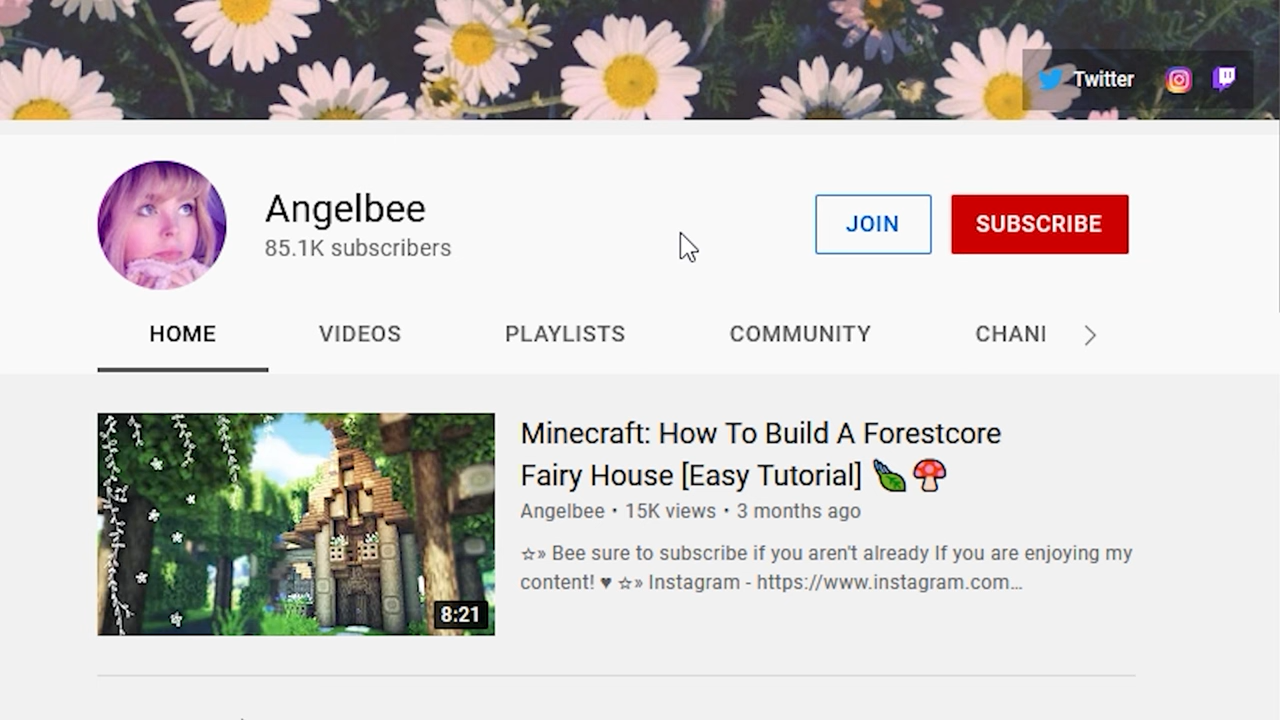 Twitter
Angelbee
85.1K subscribers
JOIN
SUBSCRIBE
HOME
VIDEOS
PLAYLISTS
COMMUNITY
CHANI
Minecraft: How To Build A Forestcore
Fairy House [Easy Tutorial] 🌿🍄
Angelbee • 15K views • 3 months ago
☆» Bee sure to subscribe if you aren't already If you are enjoying my
content! ♥ ☆» Instagram - https://www.instagram.com...
8:21